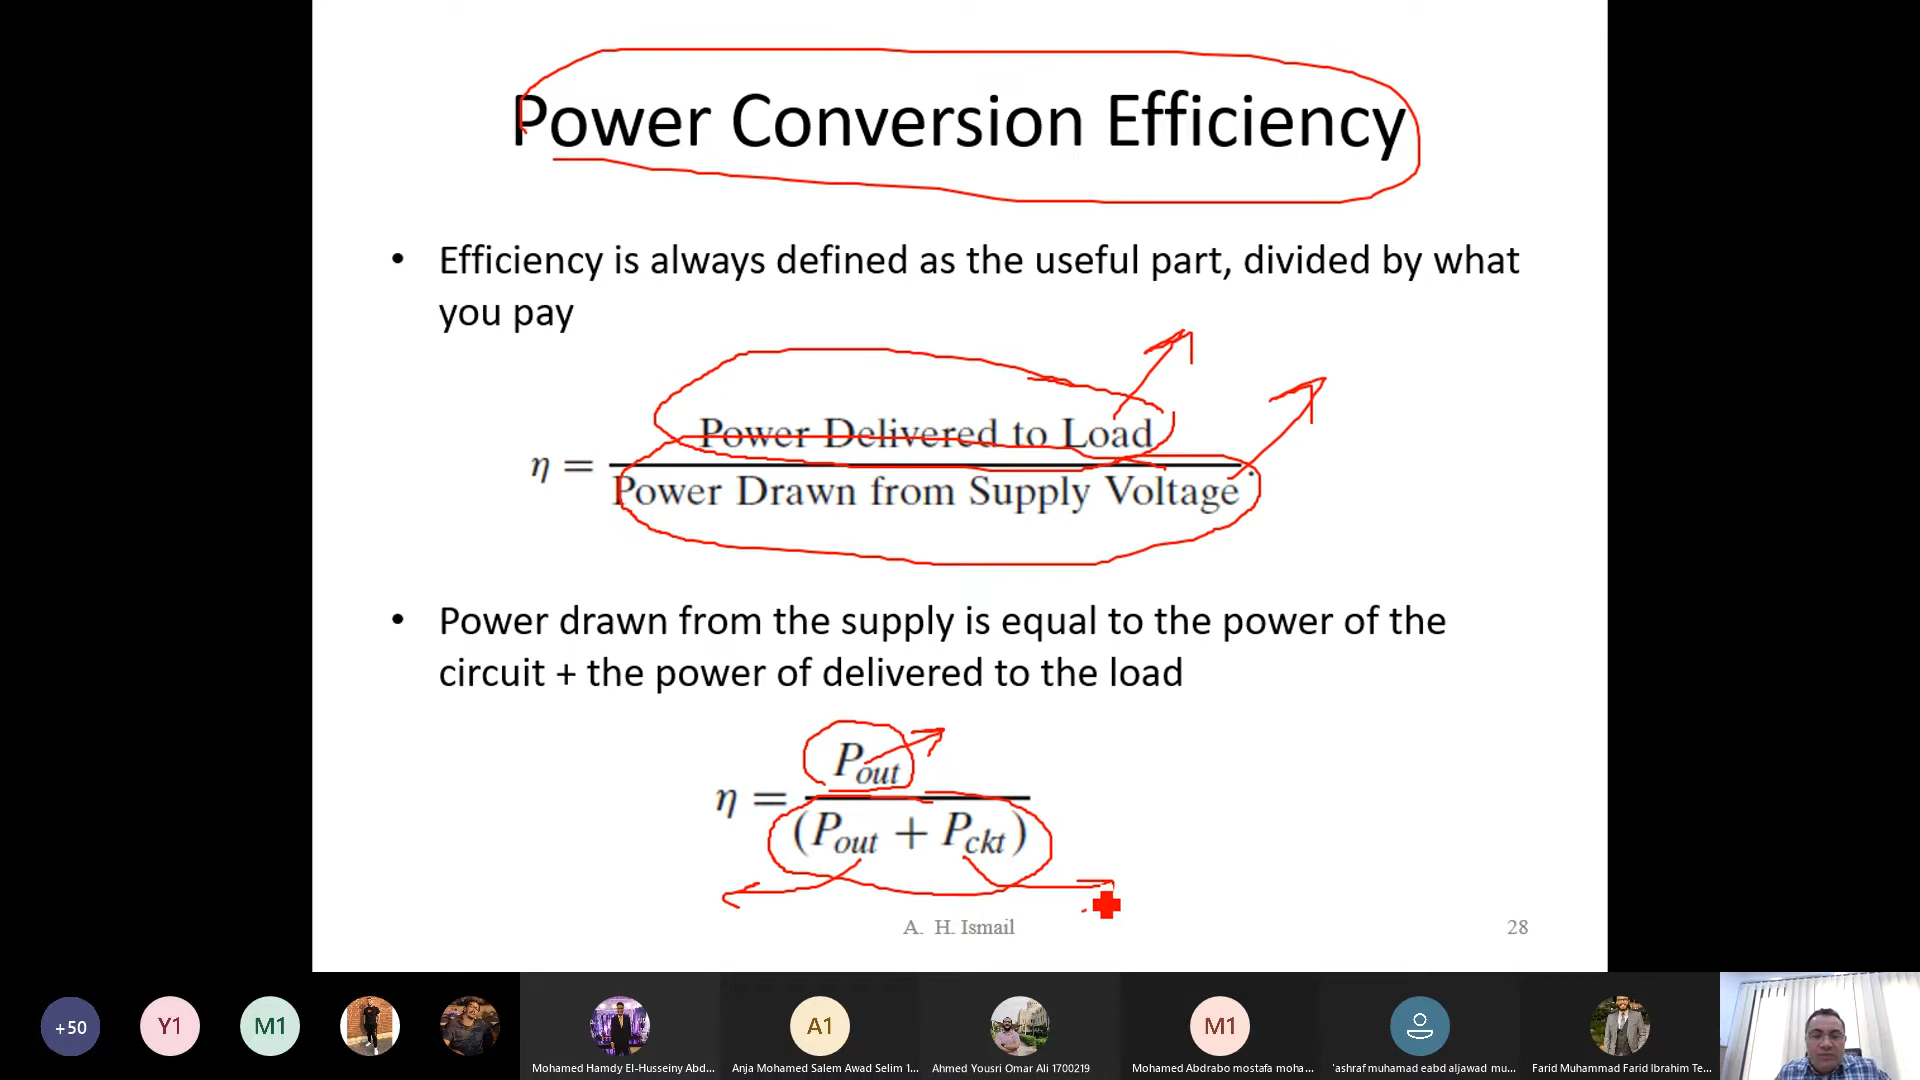 Power Conversion Efficiency
• Efficiency is always defined as the useful part, divided by what
you pay
η = Power Delivered to Load / Power Drawn from Supply Voltage.
• Power drawn from the supply is equal to the power of the
circuit + the power of delivered to the load
η = P_out / (P_out + P_ckt)
A. H. Ismail
28
+50
Y1
M1
A1
M1
Mohamed Hamdy El-Husseiny Abd...
Anja Mohamed Salem Awad Selim 1...
Ahmed Yousri Omar Ali 1700219
Mohamed Abdrabo mostafa moha...
'ashraf muhamad eabd aljawad mu...
Farid Muhammad Farid Ibrahim Te...